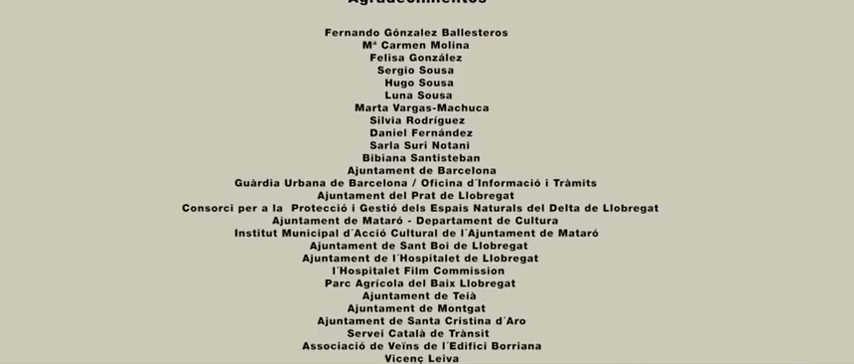 Agradecimientos
Fernando Gónzalez Ballesteros
Mª Carmen Molina
Felisa González
Sergio Sousa
Hugo Sousa
Luna Sousa
Marta Vargas-Machuca
Silvia Rodríguez
Daniel Fernández
Sarla Suri Notani
Bibiana Santisteban
Ajuntament de Barcelona
Guàrdia Urbana de Barcelona / Oficina d´Informació i Tràmits
Ajuntament del Prat de Llobregat
Consorci per a la  Protecció i Gestió dels Espais Naturals del Delta de Llobregat
Ajuntament de Mataró - Departament de Cultura
Institut Municipal d´Acció Cultural de l´Ajuntament de Mataró
Ajuntament de Sant Boi de Llobregat
Ajuntament de l´Hospitalet de Llobregat
l´Hospitalet Film Commission
Parc Agrícola del Baix Llobregat
Ajuntament de Teià
Ajuntament de Montgat
Ajuntament de Santa Cristina d´Aro
Servei Català de Trànsit
Associació de Veïns de l´Edifici Borriana
Vicenç Leiva